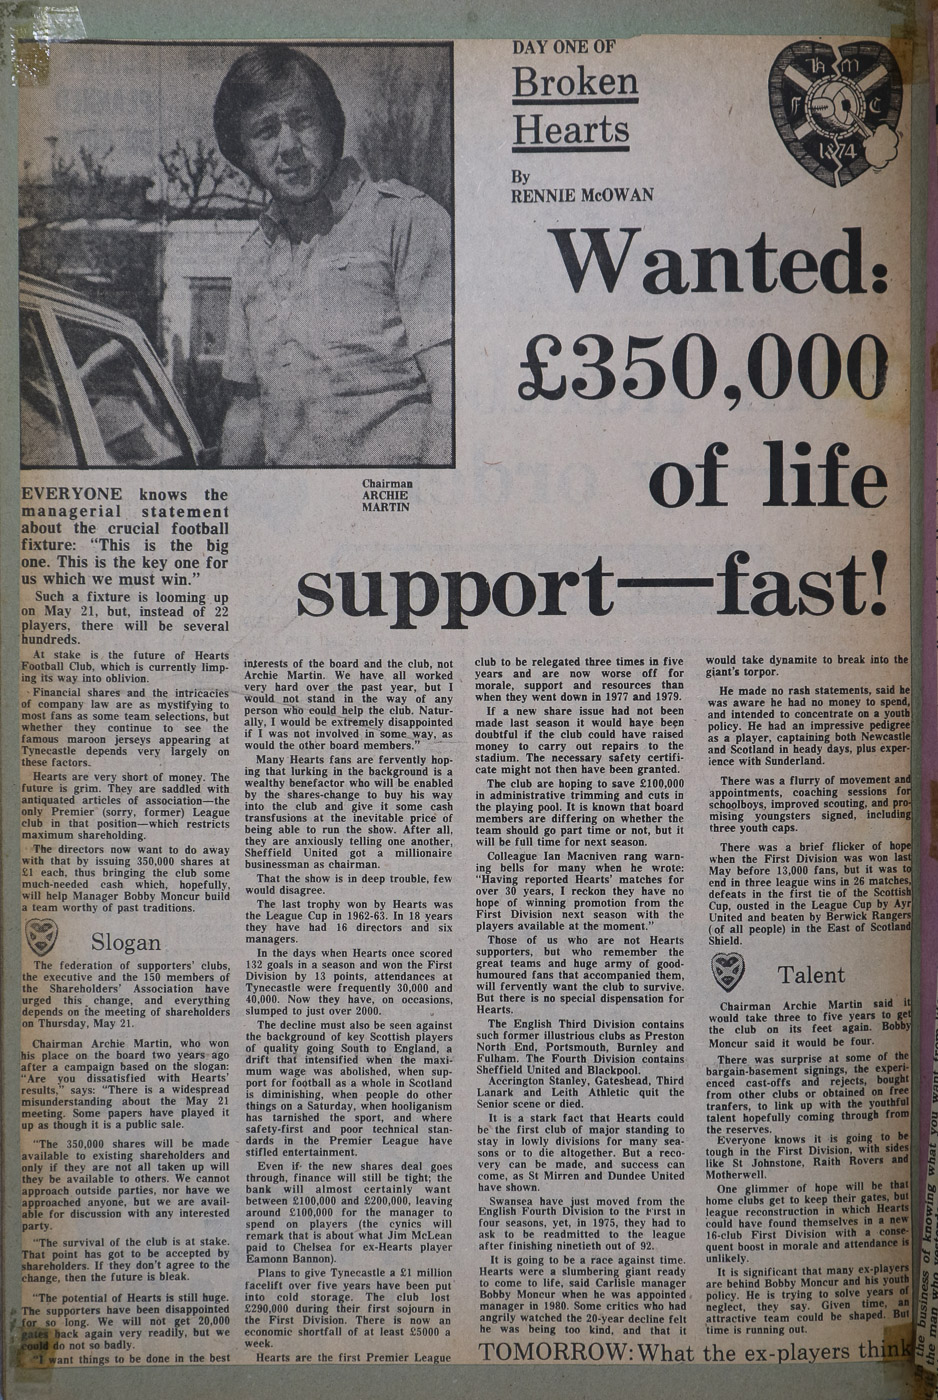 DAY ONE OF
Broken
Hearts
By
RENNIE McOWAN
H M
F C
1874
Wanted:
£350,000
of life
support—fast!
Chairman
ARCHIE
MARTIN
EVERYONE knows the
managerial statement
about the crucial football
fixture: “This is the big
one. This is the key one for
us which we must win.”
Such a fixture is looming up
on May 21, but, instead of 22
players, there will be several
hundreds.
At stake is the future of Hearts
Football Club, which is currently limp-
ing its way into oblivion.
Financial shares and the intricacies
of company law are as mystifying to
most fans as some team selections, but
whether they continue to see the
famous maroon jerseys appearing at
Tynecastle depends very largely on
these factors.
Hearts are very short of money. The
future is grim. They are saddled with
antiquated articles of association—the
only Premier (sorry, former) League
club in that position—which restricts
maximum shareholding.
The directors now want to do away
with that by issuing 350,000 shares at
£1 each, thus bringing the club some
much-needed cash which, hopefully,
will help Manager Bobby Moncur build
a team worthy of past traditions.
Slogan
The federation of supporters' clubs,
the executive and the 150 members of
the Shareholders' Association have
urged this change, and everything
depends on the meeting of shareholders
on Thursday, May 21.
Chairman Archie Martin, who won
his place on the board two years ago
after a campaign based on the slogan:
“Are you dissatisfied with Hearts'
results,” says: “There is a widespread
misunderstanding about the May 21
meeting. Some papers have played it
up as though it is a public sale.
“The 350,000 shares will be made
available to existing shareholders and
only if they are not all taken up will
they be available to others. We cannot
approach outside parties, nor have we
approached anyone, but we are avail-
able for discussion with any interested
party.
“The survival of the club is at stake.
That point has got to be accepted by
shareholders. If they don't agree to the
change, then the future is bleak.
“The potential of Hearts is still huge.
The supporters have been disappointed
for so long. We will not get 20,000
gates back again very readily, but we
could do not so badly.
“I want things to be done in the best
interests of the board and the club, not
Archie Martin. We have all worked
very hard over the past year, but I
would not stand in the way of any
person who could help the club. Natur-
ally, I would be extremely disappointed
if I was not involved in some way, as
would the other board members.”
Many Hearts fans are fervently hop-
ing that lurking in the background is a
wealthy benefactor who will be enabled
by the shares-change to buy his way
into the club and give it some cash
transfusions at the inevitable price of
being able to run the show. After all,
they are anxiously telling one another,
Sheffield United got a millionaire
businessman as chairman.
That the show is in deep trouble, few
would disagree.
The last trophy won by Hearts was
the League Cup in 1962-63. In 18 years
they have had 16 directors and six
managers.
In the days when Hearts once scored
132 goals in a season and won the First
Division by 13 points, attendances at
Tynecastle were frequently 30,000 and
40,000. Now they have, on occasions,
slumped to just over 2000.
The decline must also be seen against
the background of key Scottish players
of quality going South to England, a
drift that intensified when the maxi-
mum wage was abolished, when sup-
port for football as a whole in Scotland
is diminishing, when people do other
things on a Saturday, when hooliganism
has tarnished the sport, and where
safety-first and poor technical stan-
dards in the Premier League have
stifled entertainment.
Even if the new shares deal goes
through, finance will still be tight; the
bank will almost certainly want
between £100,000 and £200,000, leaving
around £100,000 for the manager to
spend on players (the cynics will
remark that is about what Jim McLean
paid to Chelsea for ex-Hearts player
Eamonn Bannon).
Plans to give Tynecastle a £1 million
facelift over five years have been put
into cold storage. The club lost
£290,000 during their first sojourn in
the First Division. There is now an
economic shortfall of at least £5000 a
week.
Hearts are the first Premier League
club to be relegated three times in five
years and are now worse off for
morale, support and resources than
when they went down in 1977 and 1979.
If a new share issue had not been
made last season it would have been
doubtful if the club could have raised
money to carry out repairs to the
stadium. The necessary safety certifi-
cate might not then have been granted.
The club are hoping to save £100,000
in administrative trimming and cuts in
the playing pool. It is known that board
members are differing on whether the
team should go part time or not, but it
will be full time for next season.
Colleague Ian Macniven rang warn-
ing bells for many when he wrote:
“Having reported Hearts' matches for
over 30 years, I reckon they have no
hope of winning promotion from the
First Division next season with the
players available at the moment.”
Those of us who are not Hearts
supporters, but who remember the
great teams and huge army of good-
humoured fans that accompanied them,
will fervently want the club to survive.
But there is no special dispensation for
Hearts.
The English Third Division contains
such former illustrious clubs as Preston
North End, Portsmouth, Burnley and
Fulham. The Fourth Division contains
Sheffield United and Blackpool.
Accrington Stanley, Gateshead, Third
Lanark and Leith Athletic quit the
Senior scene or died.
It is a stark fact that Hearts could
be the first club of major standing to
stay in lowly divisions for many sea-
sons or to die altogether. But a reco-
very can be made, and success can
come, as St Mirren and Dundee United
have shown.
Swansea have just moved from the
English Fourth Division to the First in
four seasons, yet, in 1975, they had to
ask to be readmitted to the league
after finishing ninetieth out of 92.
It is going to be a race against time.
Hearts were a slumbering giant ready
to come to life, said Carlisle manager
Bobby Moncur when he was appointed
manager in 1980. Some critics who had
angrily watched the 20-year decline felt
he was being too kind, and that it
would take dynamite to break into the
giant's torpor.
He made no rash statements, said he
was aware he had no money to spend,
and intended to concentrate on a youth
policy. He had an impressive pedigree
as a player, captaining both Newcastle
and Scotland in heady days, plus exper-
ience with Sunderland.
There was a flurry of movement and
appointments, coaching sessions for
schoolboys, improved scouting, and pro-
mising youngsters signed, including
three youth caps.
There was a brief flicker of hope
when the First Division was won last
May before 13,000 fans, but it was to
end in three league wins in 26 matches,
defeats in the first tie of the Scottish
Cup, ousted in the League Cup by Ayr
United and beaten by Berwick Rangers
(of all people) in the East of Scotland
Shield.
Talent
Chairman Archie Martin said it
would take three to five years to get
the club on its feet again. Bobby
Moncur said it would be four.
There was surprise at some of the
bargain-basement signings, the experi-
enced cast-offs and rejects, bought
from other clubs or obtained on free
tranfers, to link up with the youthful
talent hopefully coming through from
the reserves.
Everyone knows it is going to be
tough in the First Division, with sides
like St Johnstone, Raith Rovers and
Motherwell.
One glimmer of hope will be that
home clubs get to keep their gates, but
league reconstruction in which Hearts
could have found themselves in a new
16-club First Division with a conse-
quent boost in morale and attendance is
unlikely.
It is significant that many ex-players
are behind Bobby Moncur and his youth
policy. He is trying to solve years of
neglect, they say. Given time, an
attractive team could be shaped. But
time is running out.
TOMORROW: What the ex-players think
the business of knowing what you want from